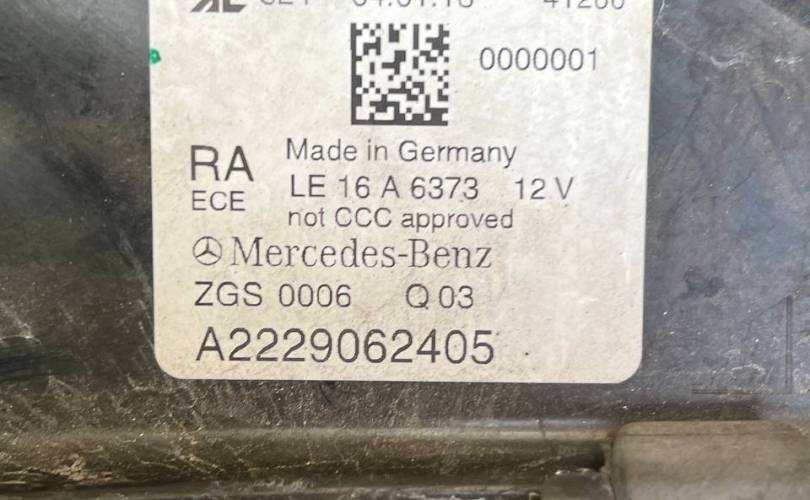 0000001
RA Made in Germany
ECE LE 16 A 6373 12 V
not CCC approved
Mercedes-Benz
ZGS 0006 Q 03
A2229062405